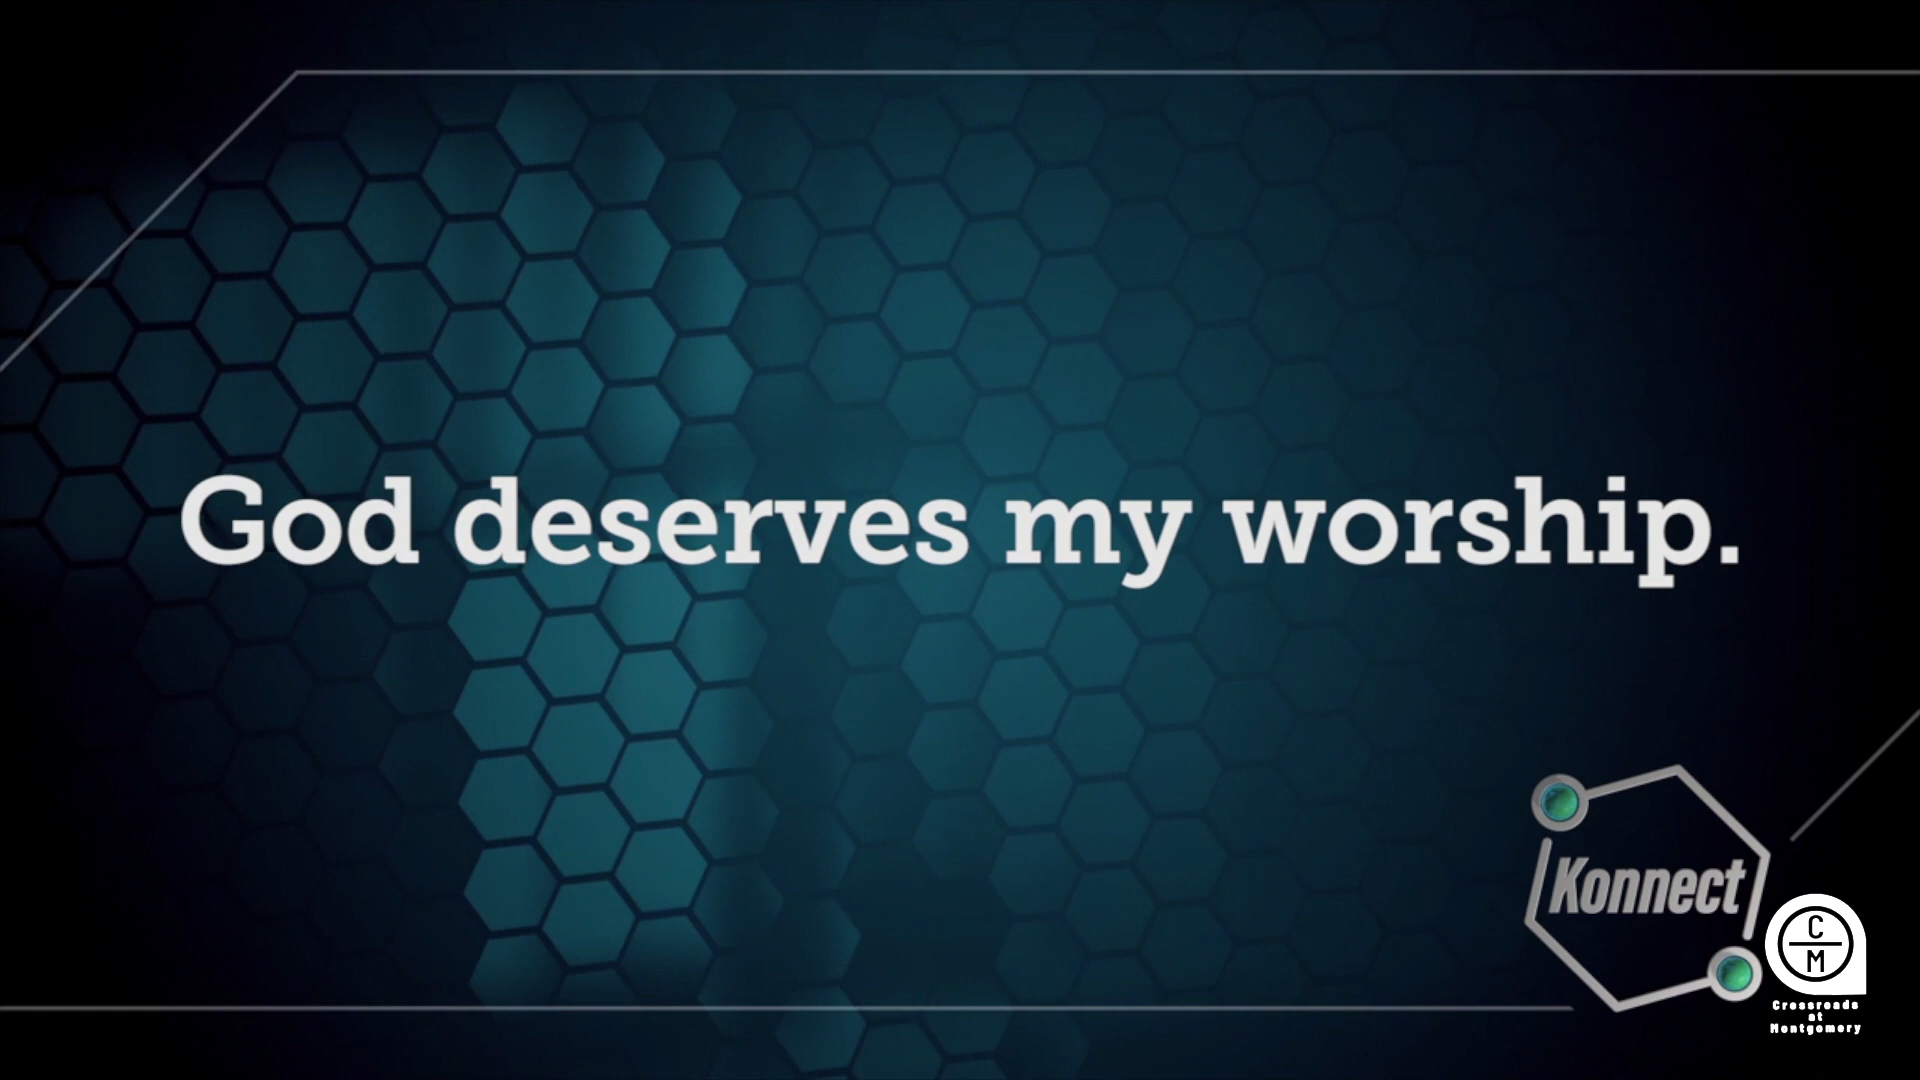 God deserves my worship.
Konnect
C
M
Crossroads
at
Montgomery